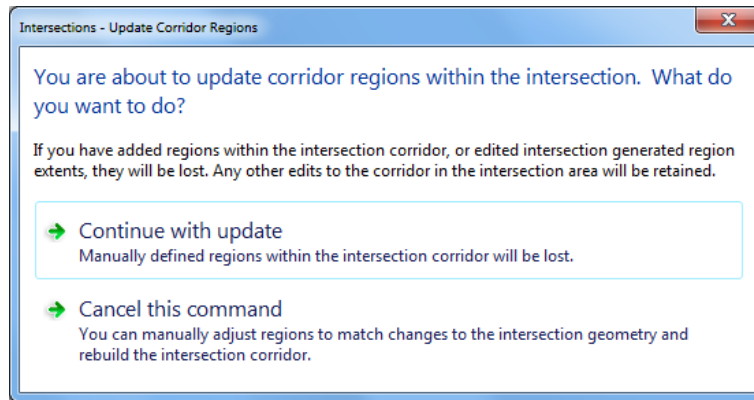 Intersections - Update Corridor Regions
You are about to update corridor regions within the intersection. What do
you want to do?
If you have added regions within the intersection corridor, or edited intersection generated region
extents, they will be lost. Any other edits to the corridor in the intersection area will be retained.
Continue with update
Manually defined regions within the intersection corridor will be lost.
Cancel this command
You can manually adjust regions to match changes to the intersection geometry and
rebuild the intersection corridor.